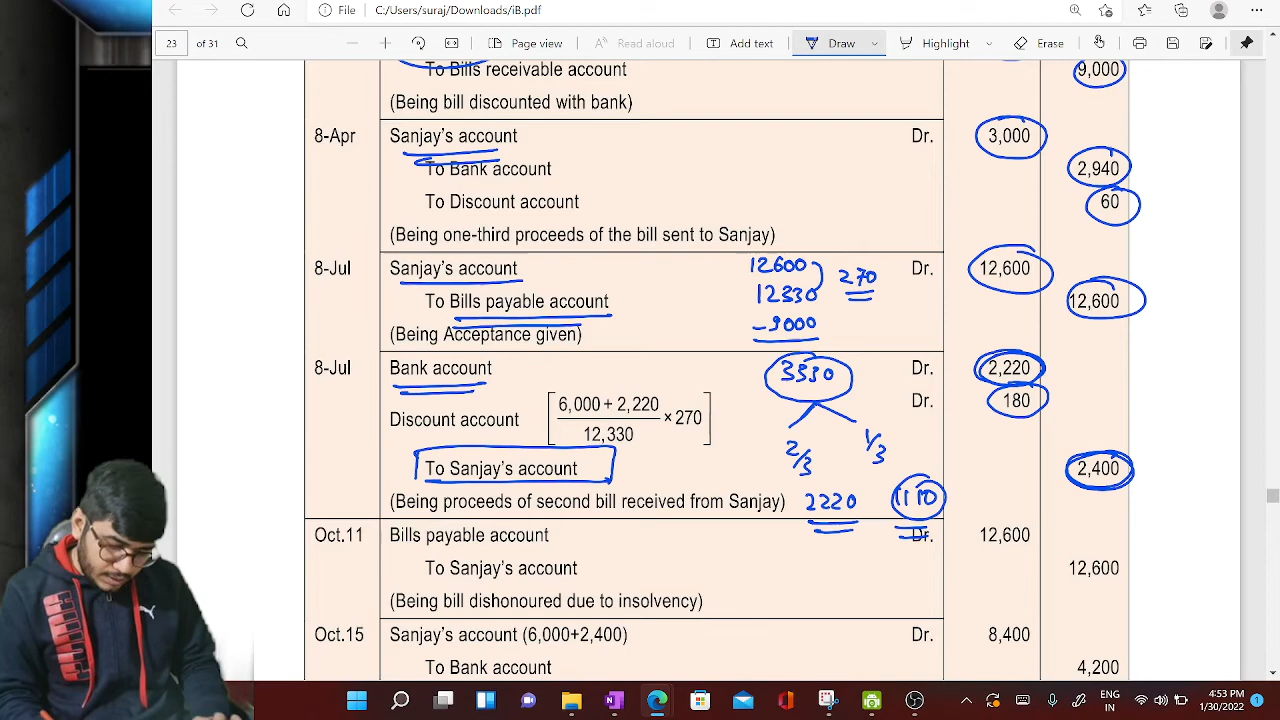 File C:/Users/suraj/Downloads/iB.pdf
23 of 31 Page view Read aloud Add text Draw Highlight Erase
To Bills receivable account 9,000
(Being bill discounted with bank)
8-Apr Sanjay's account Dr. 3,000
To Bank account 2,940
To Discount account 60
(Being one-third proceeds of the bill sent to Sanjay)
8-Jul Sanjay's account Dr. 12,600
12600
12330 270
To Bills payable account 12,600
- 9000
(Being Acceptance given)
8-Jul Bank account 3330 Dr. 2,220
Discount account [6,000 + 2,220 / 12,330 × 270] Dr. 180
2/3 1/3
To Sanjay's account 2,400
(Being proceeds of second bill received from Sanjay) 2220 1110
Oct.11 Bills payable account Dr. 12,600
To Sanjay's account 12,600
(Being bill dishonoured due to insolvency)
Oct.15 Sanjay's account (6,000+2,400) Dr. 8,400
To Bank account 4,200
ENG
IN
4:53 PM
1/30/2022
1